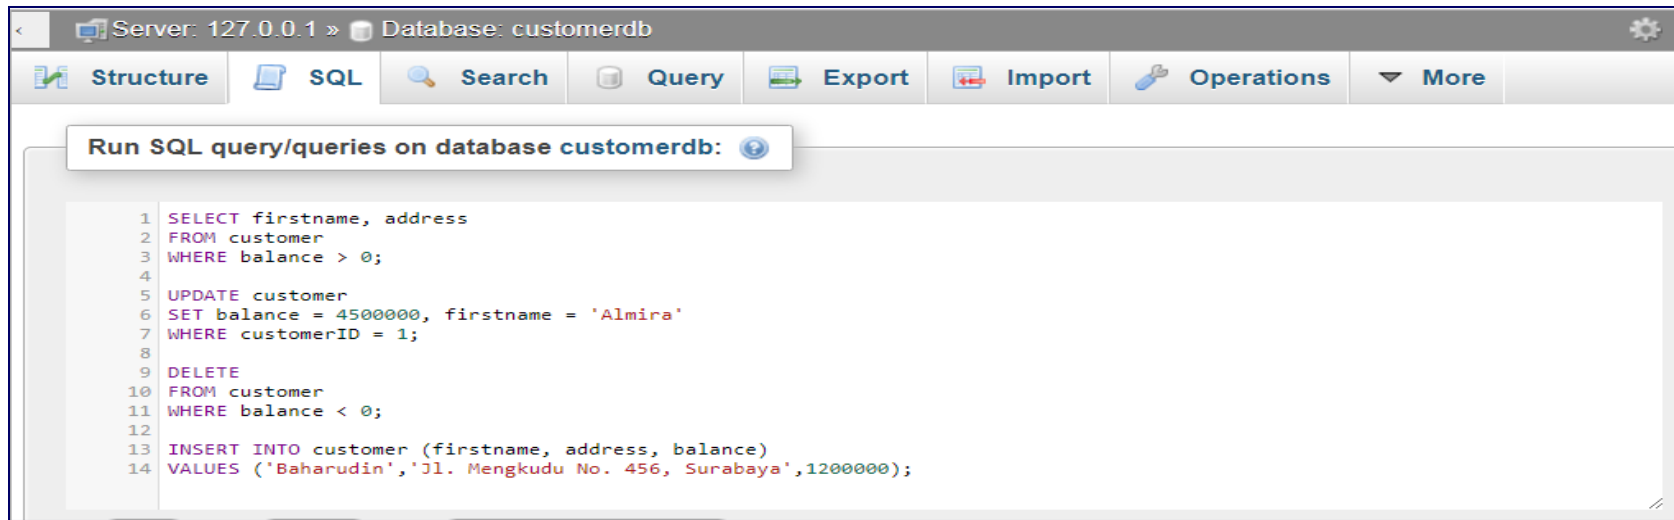 Server: 127.0.0.1 » Database: customerdb
Structure SQL Search Query Export Import Operations More
Run SQL query/queries on database customerdb:
1 SELECT firstname, address
2 FROM customer
3 WHERE balance > 0;
4
5 UPDATE customer
6 SET balance = 4500000, firstname = 'Almira'
7 WHERE customerID = 1;
8
9 DELETE
10 FROM customer
11 WHERE balance < 0;
12
13 INSERT INTO customer (firstname, address, balance)
14 VALUES ('Baharudin','Jl. Mengkudu No. 456, Surabaya',1200000);